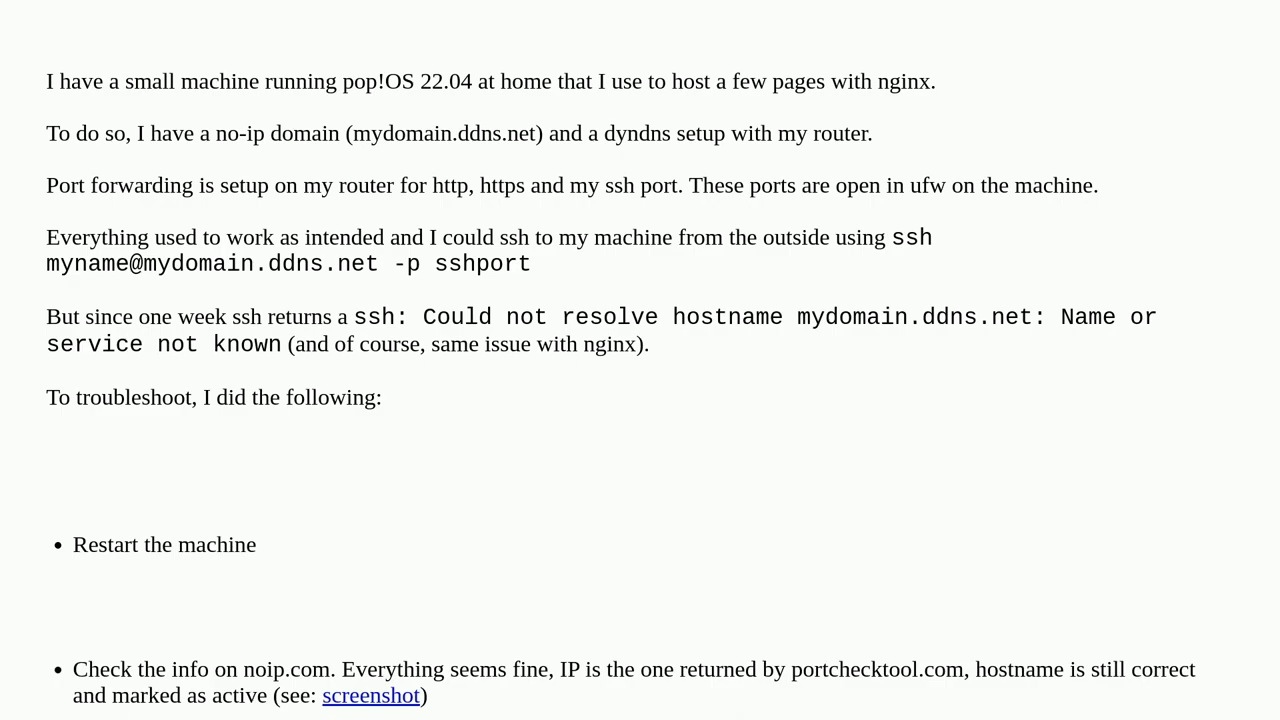 I have a small machine running pop!OS 22.04 at home that I use to host a few pages with nginx.
To do so, I have a no-ip domain (mydomain.ddns.net) and a dyndns setup with my router.
Port forwarding is setup on my router for http, https and my ssh port. These ports are open in ufw on the machine.
Everything used to work as intended and I could ssh to my machine from the outside using ssh
myname@mydomain.ddns.net -p sshport
But since one week ssh returns a ssh: Could not resolve hostname mydomain.ddns.net: Name or
service not known (and of course, same issue with nginx).
To troubleshoot, I did the following:
• Restart the machine
• Check the info on noip.com. Everything seems fine, IP is the one returned by portchecktool.com, hostname is still correct
and marked as active (see: screenshot)